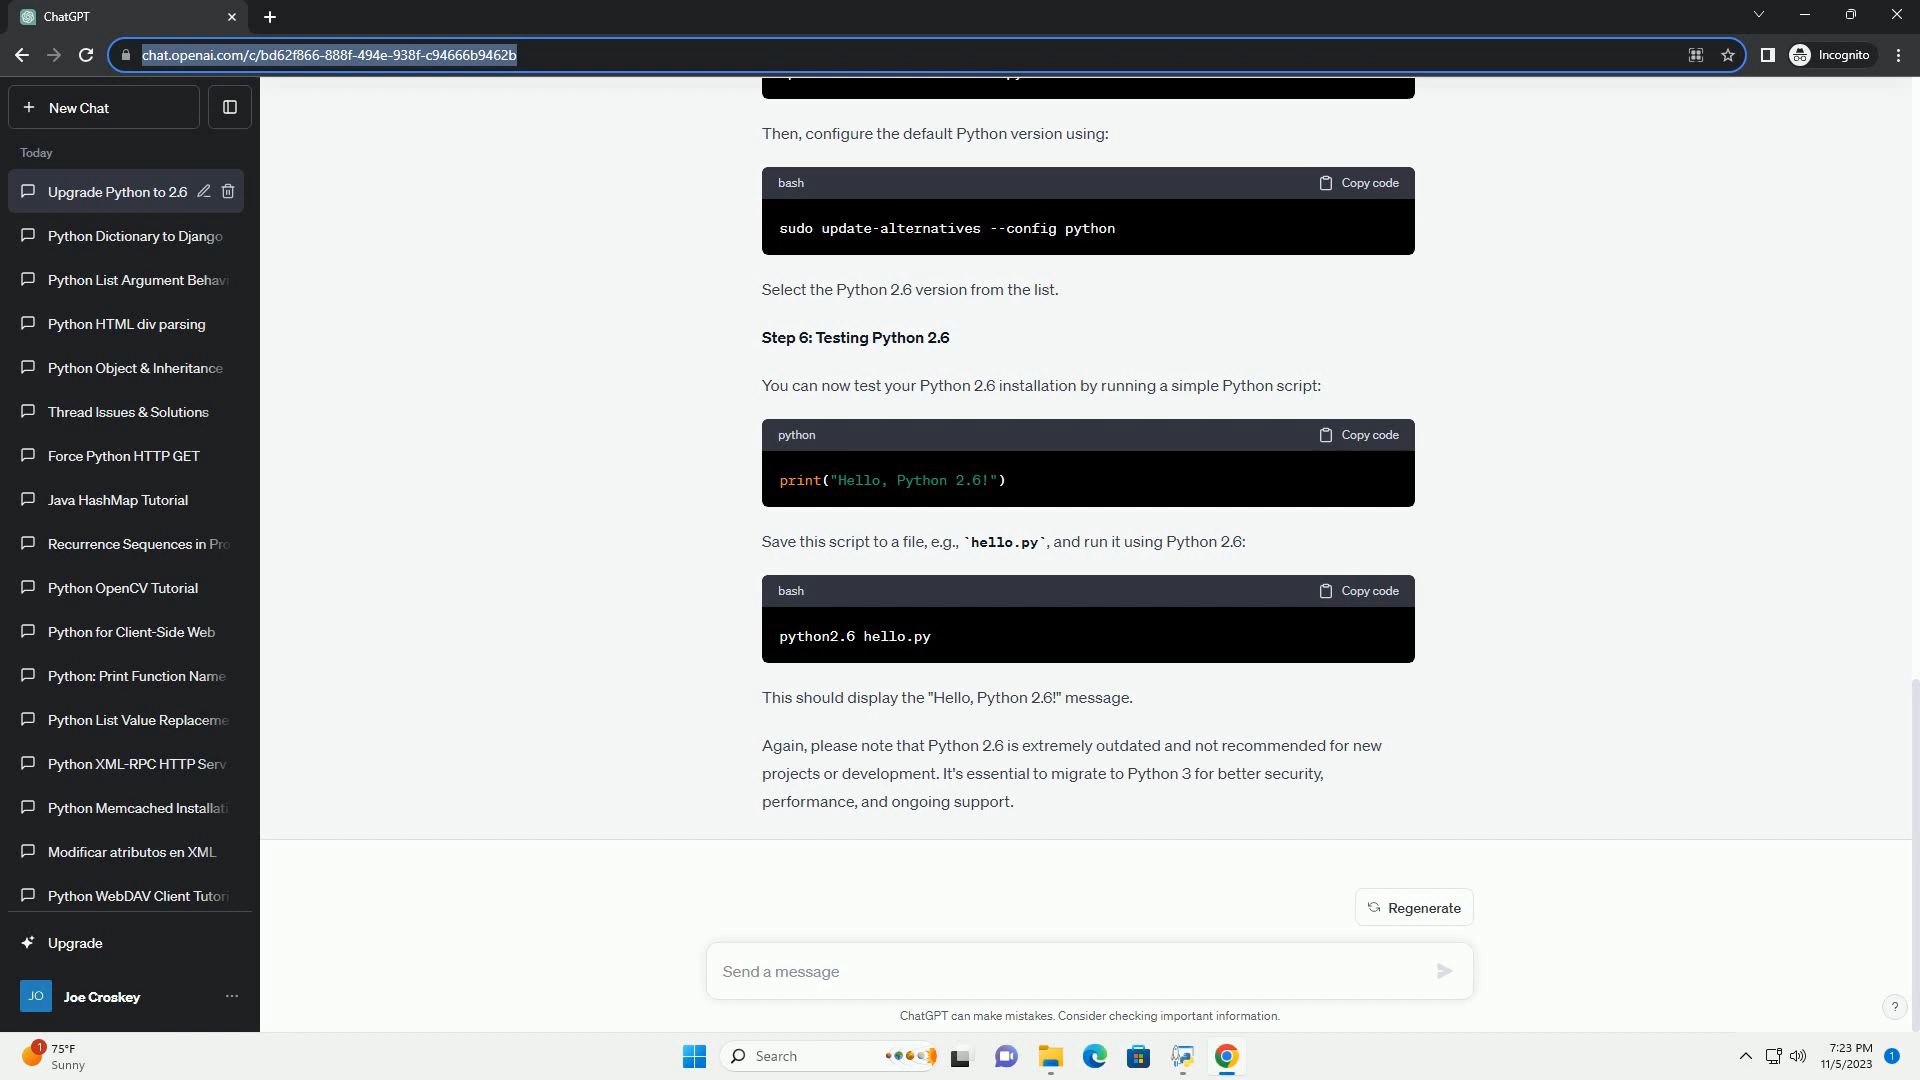 ChatGPT
chat.openai.com/c/bd62f866-888f-494e-938f-c94666b9462b
Incognito
New Chat
Today
Upgrade Python to 2.6
Python Dictionary to Django
Python List Argument Behavi
Python HTML div parsing
Python Object & Inheritance
Thread Issues & Solutions
Force Python HTTP GET
Java HashMap Tutorial
Recurrence Sequences in Pro
Python OpenCV Tutorial
Python for Client-Side Web
Python: Print Function Name
Python List Value Replaceme
Python XML-RPC HTTP Serv
Python Memcached Installati
Modificar atributos en XML
Python WebDAV Client Tutori
Upgrade
JO Joe Croskey
Then, configure the default Python version using:
bash Copy code
sudo update-alternatives --config python
Select the Python 2.6 version from the list.
Step 6: Testing Python 2.6
You can now test your Python 2.6 installation by running a simple Python script:
python Copy code
print("Hello, Python 2.6!")
Save this script to a file, e.g., `hello.py`, and run it using Python 2.6:
bash Copy code
python2.6 hello.py
This should display the "Hello, Python 2.6!" message.
Again, please note that Python 2.6 is extremely outdated and not recommended for new
projects or development. It's essential to migrate to Python 3 for better security,
performance, and ongoing support.
Regenerate
Send a message
ChatGPT can make mistakes. Consider checking important information.
?
1
75°F
Sunny
Search
7:23 PM
11/5/2023
1